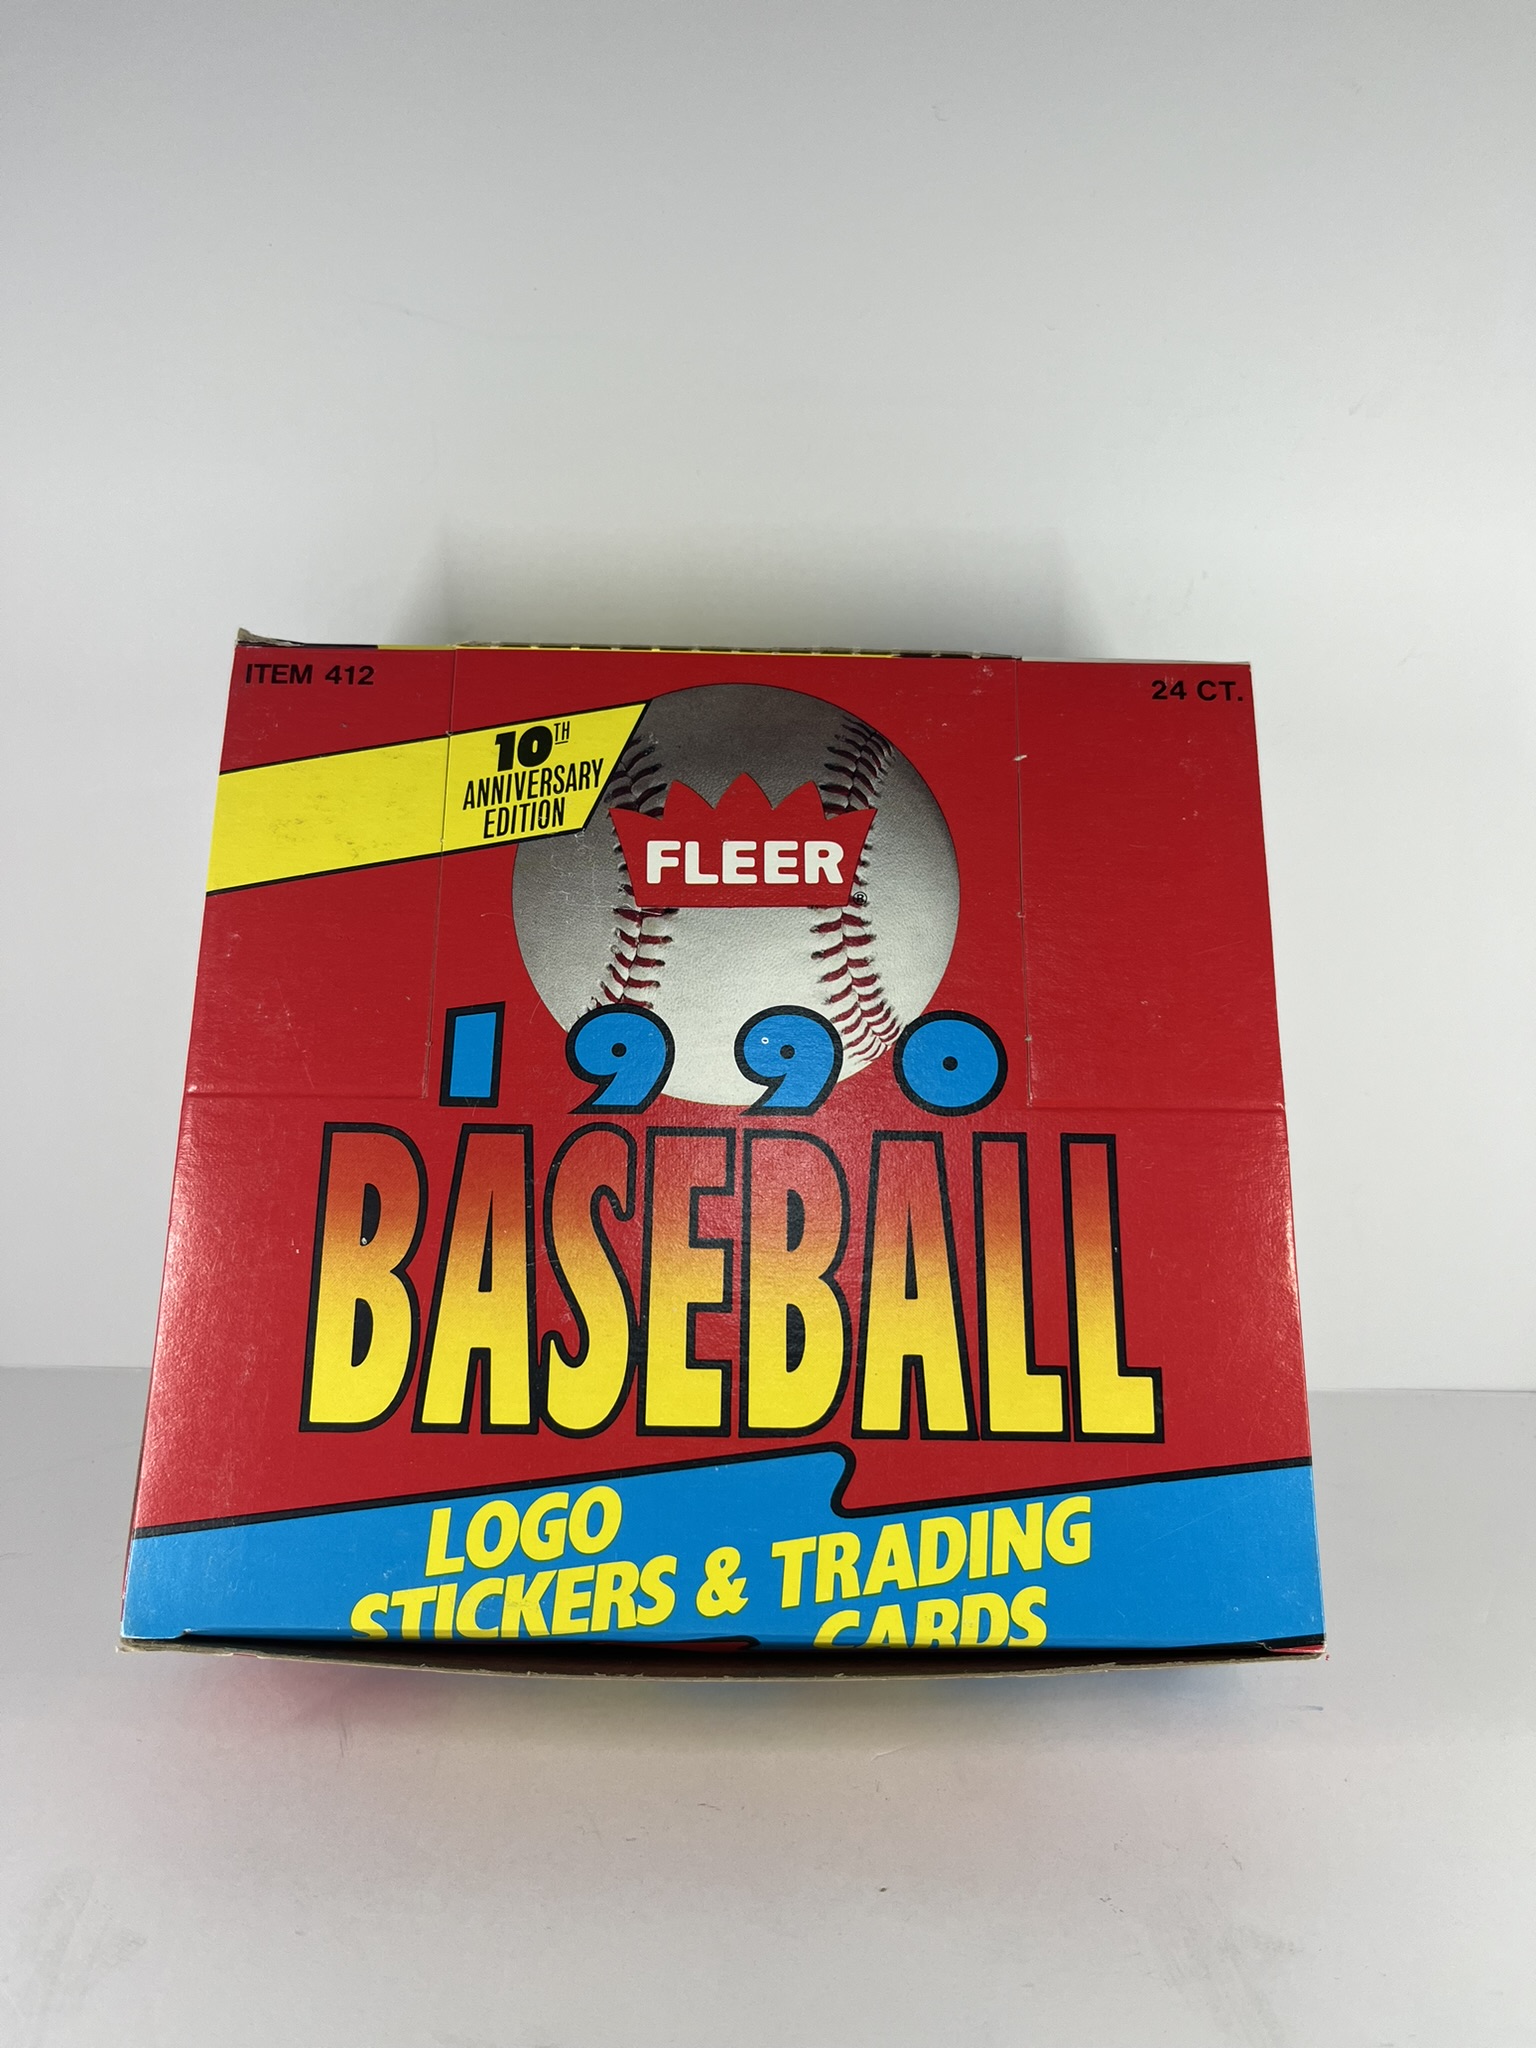 ITEM 412
24 CT.
10TH
ANNIVERSARY
EDITION
FLEER
®
1990
BASEBALL
LOGO
STICKERS & TRADING
CARDS